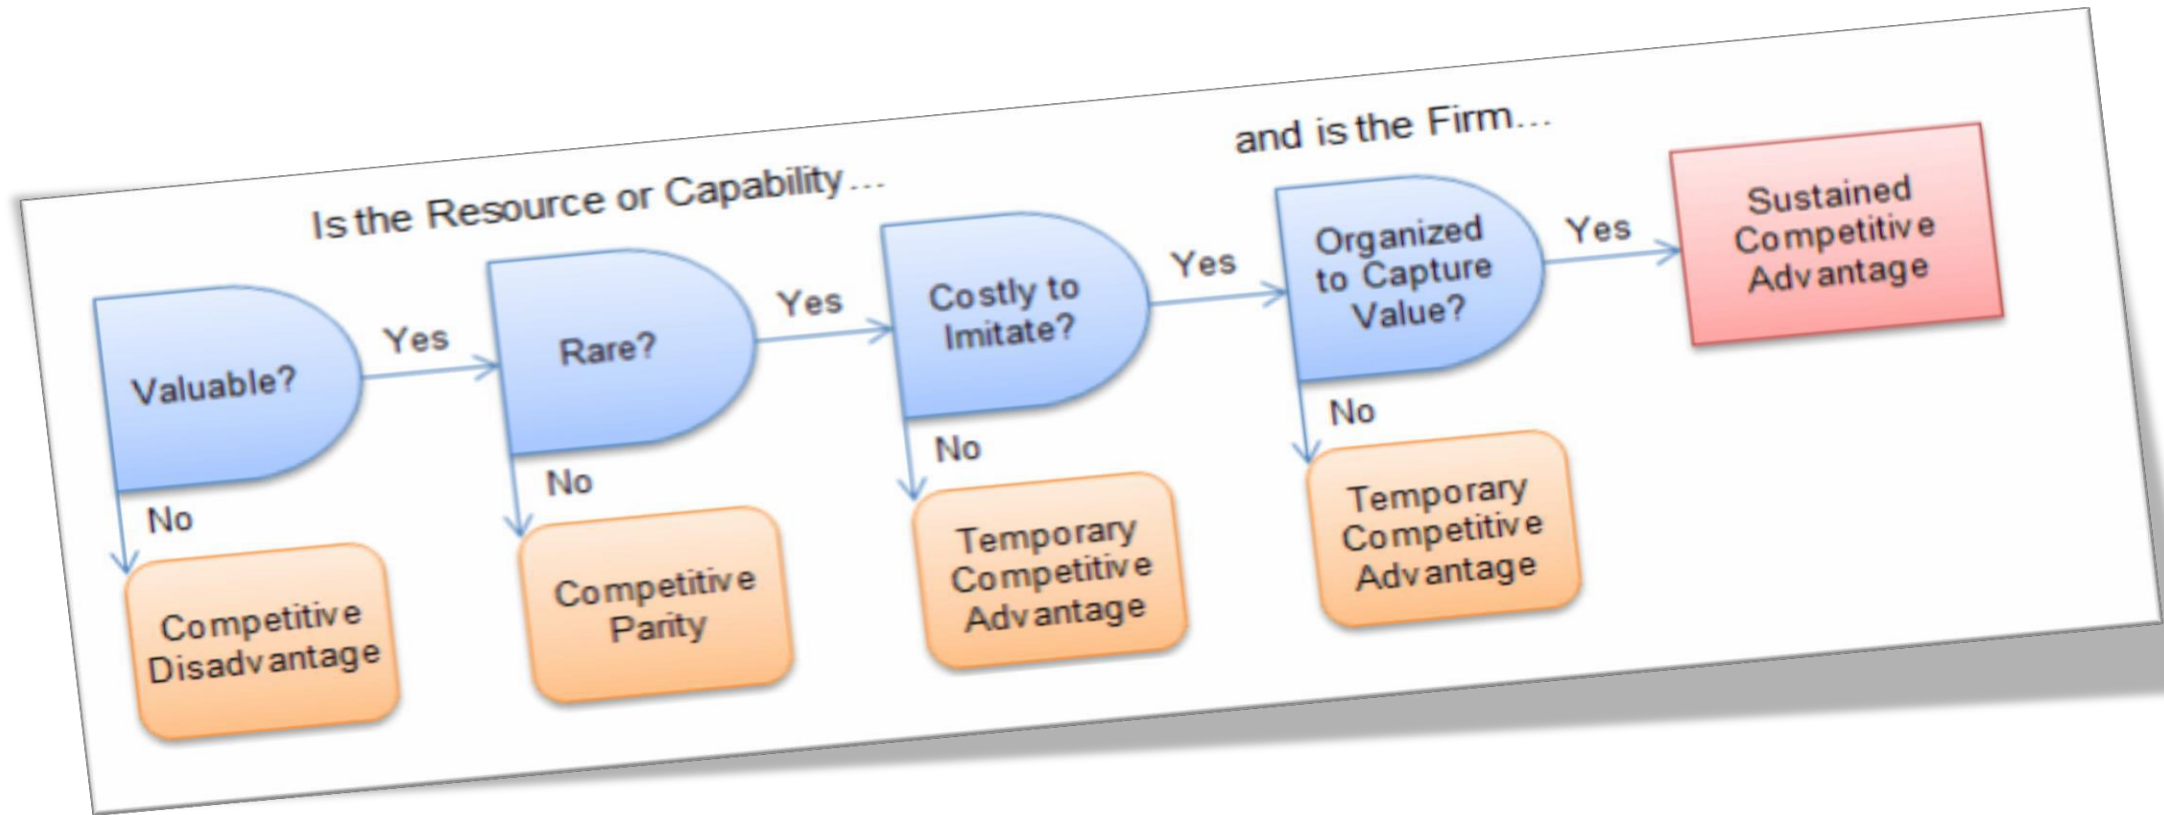 Is the Resource or Capability...
and is the Firm...
Valuable?
Yes
Rare?
Yes
Costly to
Imitate?
Yes
Organized
to Capture
Value?
Yes
Sustained
Competitive
Advantage
No
Competitive
Disadvantage
No
Competitive
Parity
No
Temporary
Competitive
Advantage
No
Temporary
Competitive
Advantage